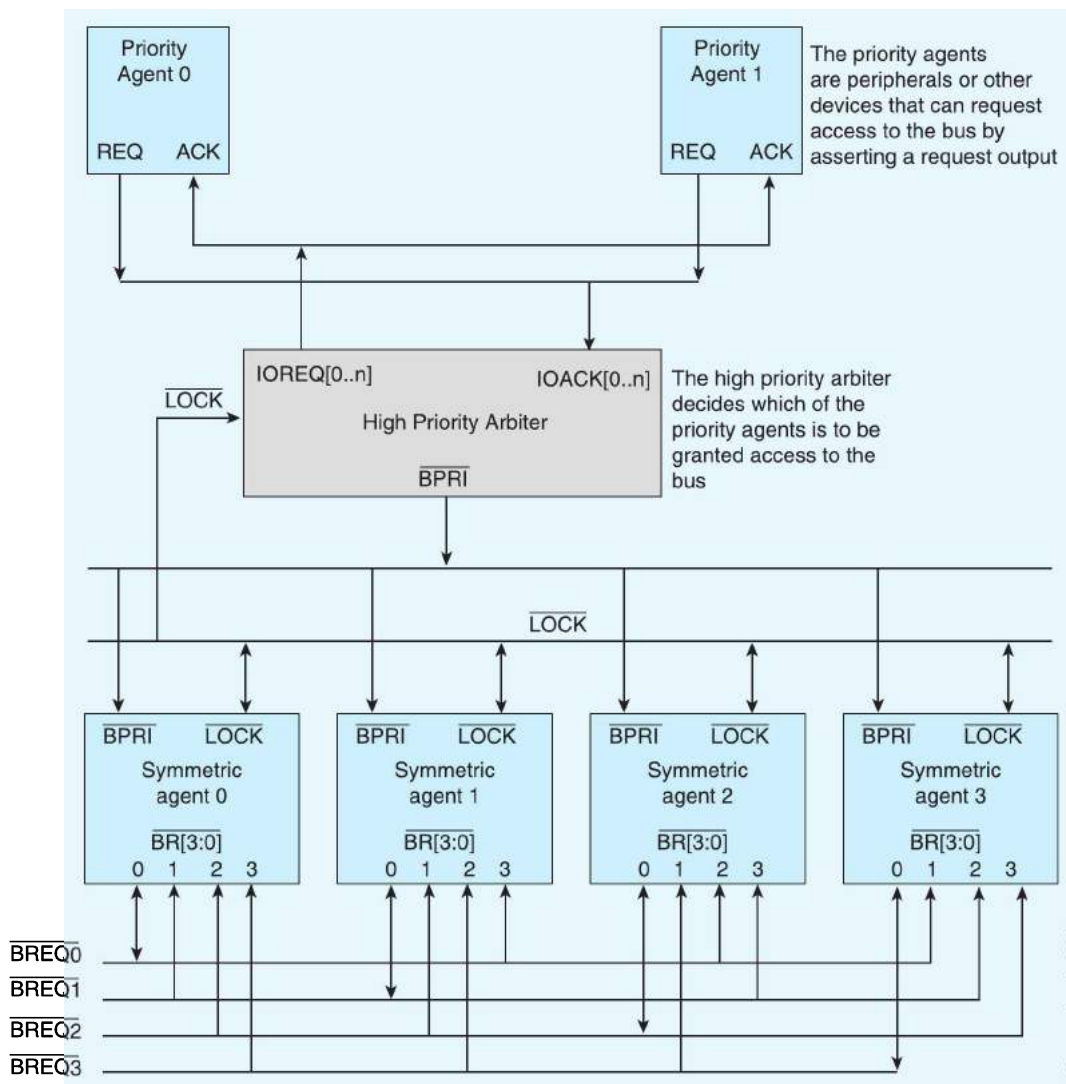 Priority
Agent 0
REQ ACK
Priority
Agent 1
REQ ACK
The priority agents
are peripherals or other
devices that can request
access to the bus by
asserting a request output
IOREQ[0..n]
IOACK[0..n]
High Priority Arbiter
BPRI
LOCK
The high priority arbiter
decides which of the
priority agents is to be
granted access to the
bus
LOCK
BPRI LOCK
Symmetric
agent 0
BR[3:0]
0 1 2 3
BPRI LOCK
Symmetric
agent 1
BR[3:0]
0 1 2 3
BPRI LOCK
Symmetric
agent 2
BR[3:0]
0 1 2 3
BPRI LOCK
Symmetric
agent 3
BR[3:0]
0 1 2 3
BREQ0
BREQ1
BREQ2
BREQ3